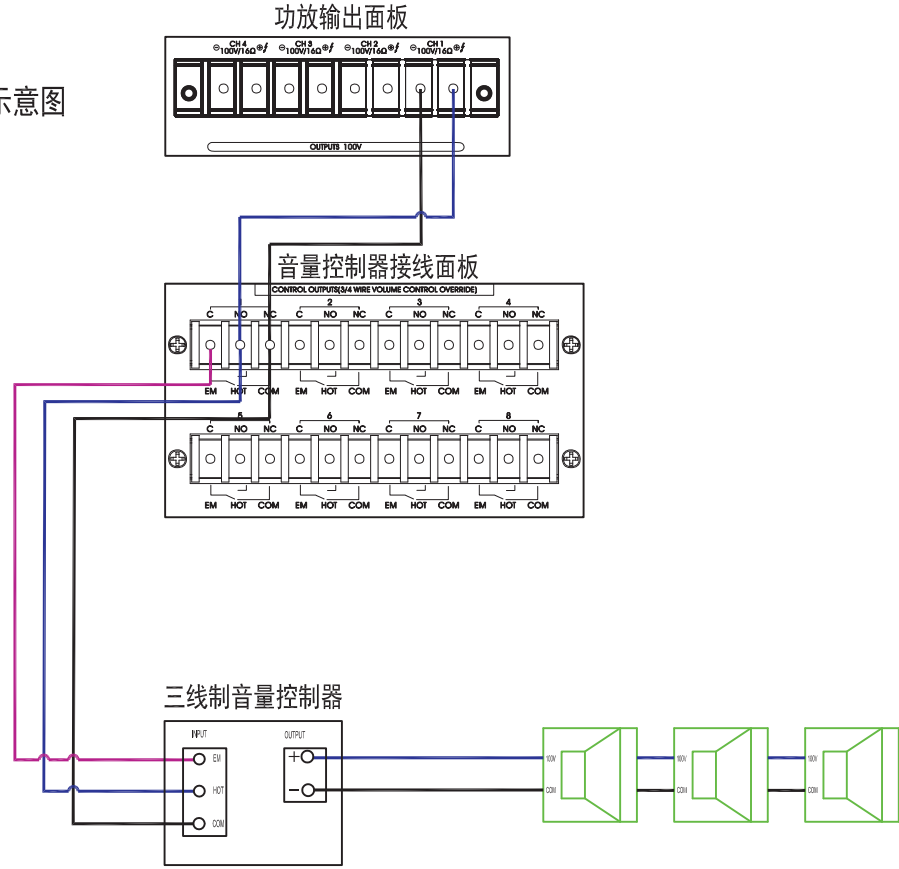 功放输出面板
示意图
CH 4 CH 3 CH 2 CH 1
⊖100V/16Ω⊕ ⊖100V/16Ω⊕ ⊖100V/16Ω⊕ ⊖100V/16Ω⊕
OUTPUTS 100V
音量控制器接线面板
CONTROL OUTPUTS(3/4 WIRE VOLUME CONTROL OVERRIDE)
1 2 3 4
C NO NC C NO NC C NO NC C NO NC
EM HOT COM EM HOT COM EM HOT COM EM HOT COM
5 6 7 8
C NO NC C NO NC C NO NC C NO NC
EM HOT COM EM HOT COM EM HOT COM EM HOT COM
三线制音量控制器
INPUT OUTPUT
EM + 100V 100V 100V
HOT − COM COM COM
COM